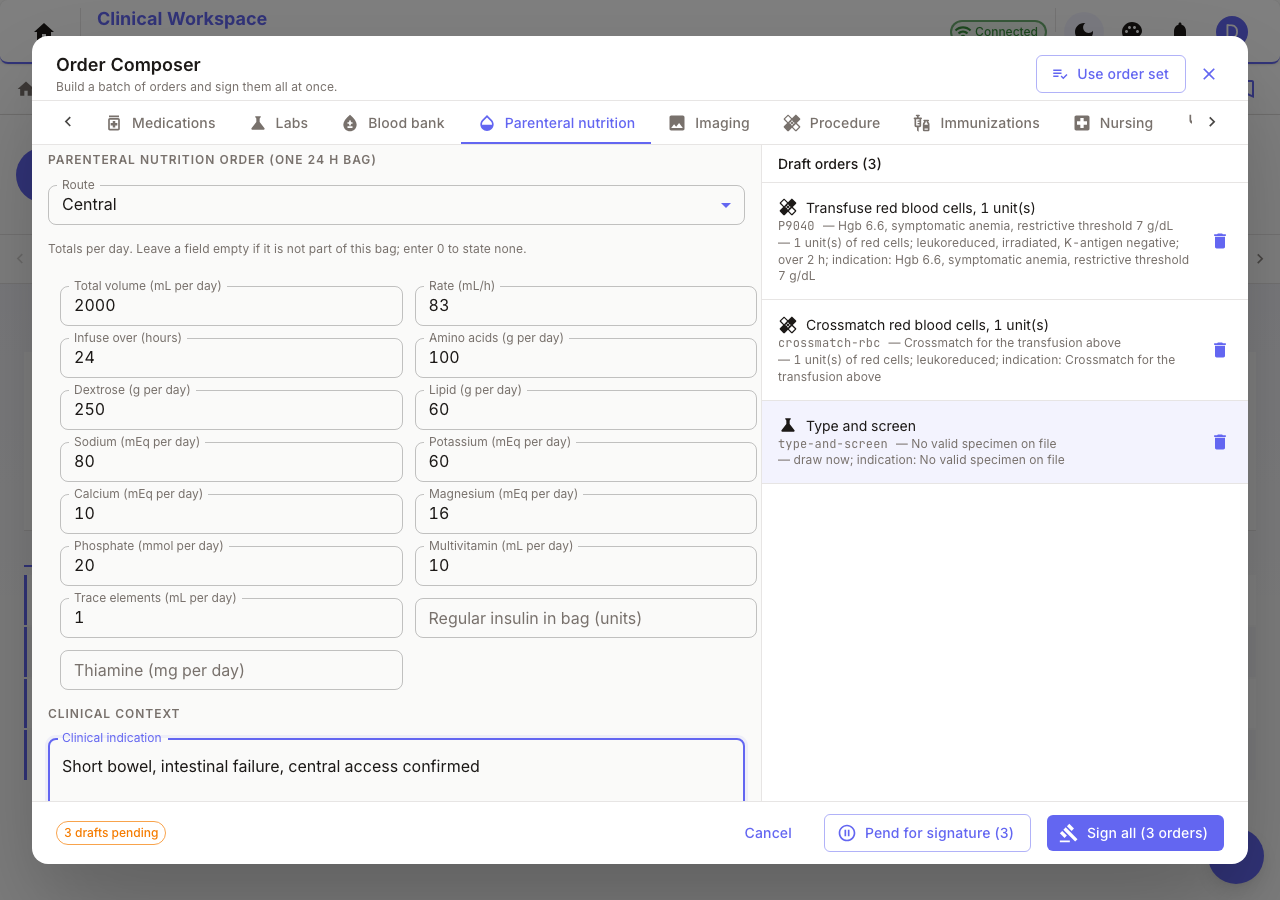 Clinical Workspace
Connected
D
Order Composer
Build a batch of orders and sign them all at once.
Use order set
Medications
Labs
Blood bank
Parenteral nutrition
Imaging
Procedure
Immunizations
Nursing
PARENTERAL NUTRITION ORDER (ONE 24 H BAG)
Route
Central
Totals per day. Leave a field empty if it is not part of this bag; enter 0 to state none.
Total volume (mL per day)
2000
Rate (mL/h)
83
Infuse over (hours)
24
Amino acids (g per day)
100
Dextrose (g per day)
250
Lipid (g per day)
60
Sodium (mEq per day)
80
Potassium (mEq per day)
60
Calcium (mEq per day)
10
Magnesium (mEq per day)
16
Phosphate (mmol per day)
20
Multivitamin (mL per day)
10
Trace elements (mL per day)
1
Regular insulin in bag (units)
Thiamine (mg per day)
CLINICAL CONTEXT
Clinical indication
Short bowel, intestinal failure, central access confirmed
Draft orders (3)
Transfuse red blood cells, 1 unit(s)
P9040 — Hgb 6.6, symptomatic anemia, restrictive threshold 7 g/dL
— 1 unit(s) of red cells; leukoreduced, irradiated, K-antigen negative;
over 2 h; indication: Hgb 6.6, symptomatic anemia, restrictive threshold
7 g/dL
Crossmatch red blood cells, 1 unit(s)
crossmatch-rbc — Crossmatch for the transfusion above
— 1 unit(s) of red cells; leukoreduced; indication: Crossmatch for the
transfusion above
Type and screen
type-and-screen — No valid specimen on file
— draw now; indication: No valid specimen on file
3 drafts pending
Cancel
Pend for signature (3)
Sign all (3 orders)